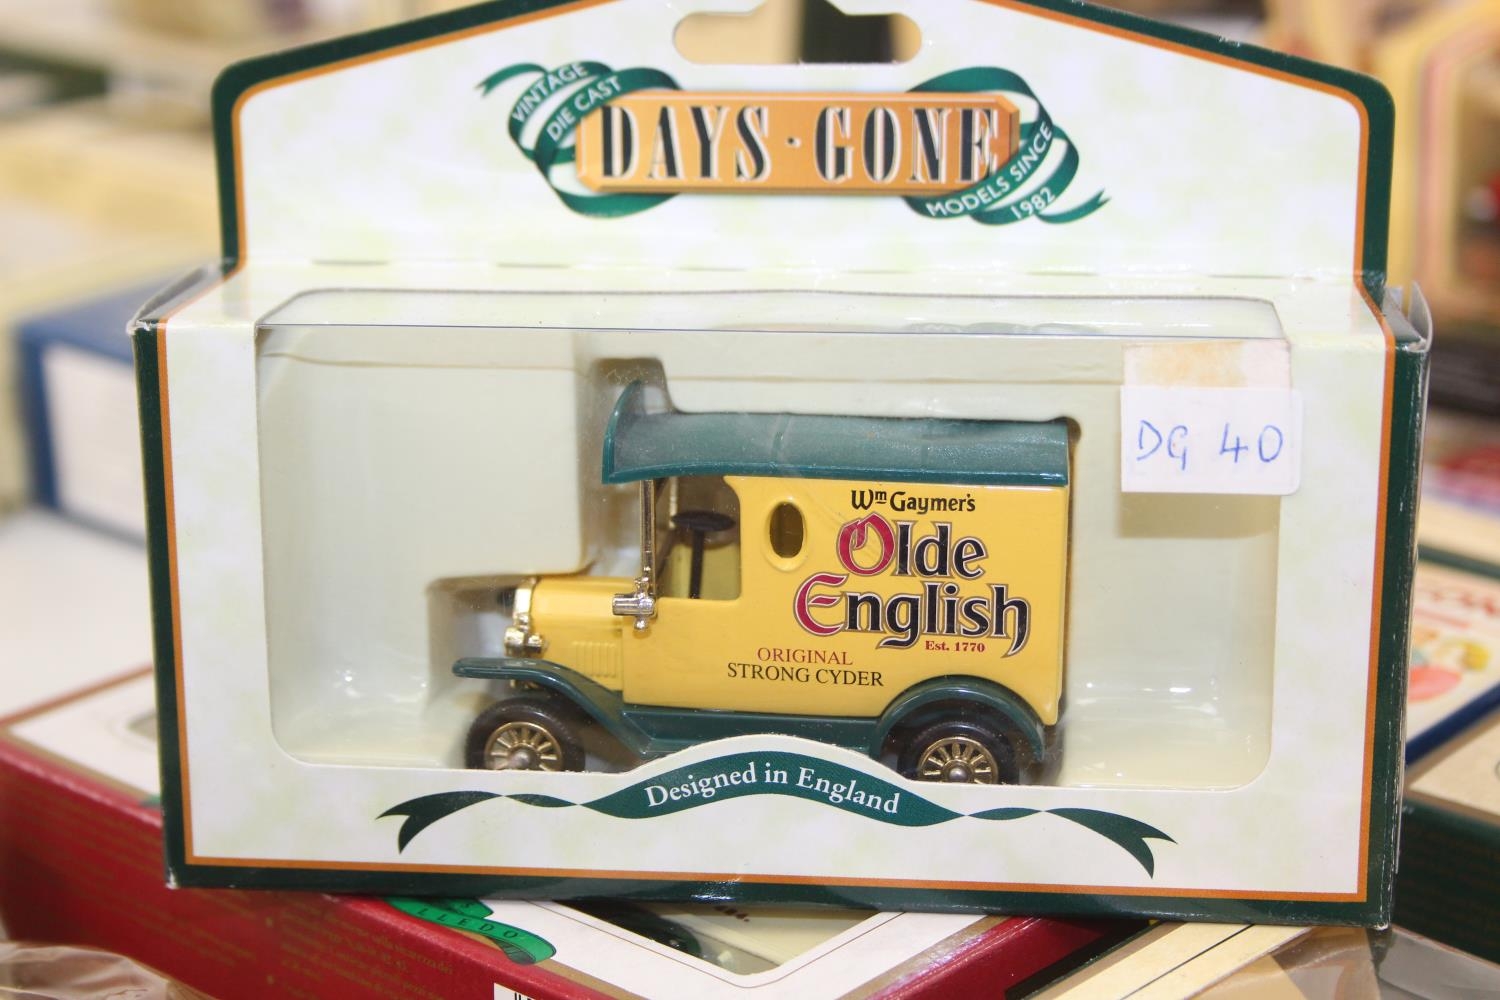 VINTAGE
DIE CAST
DAYS · GONE
MODELS SINCE
1982
DG 40
Wm Gaymer's
Olde
English
Est. 1770
ORIGINAL
STRONG CYDER
Designed in England
LLEDO